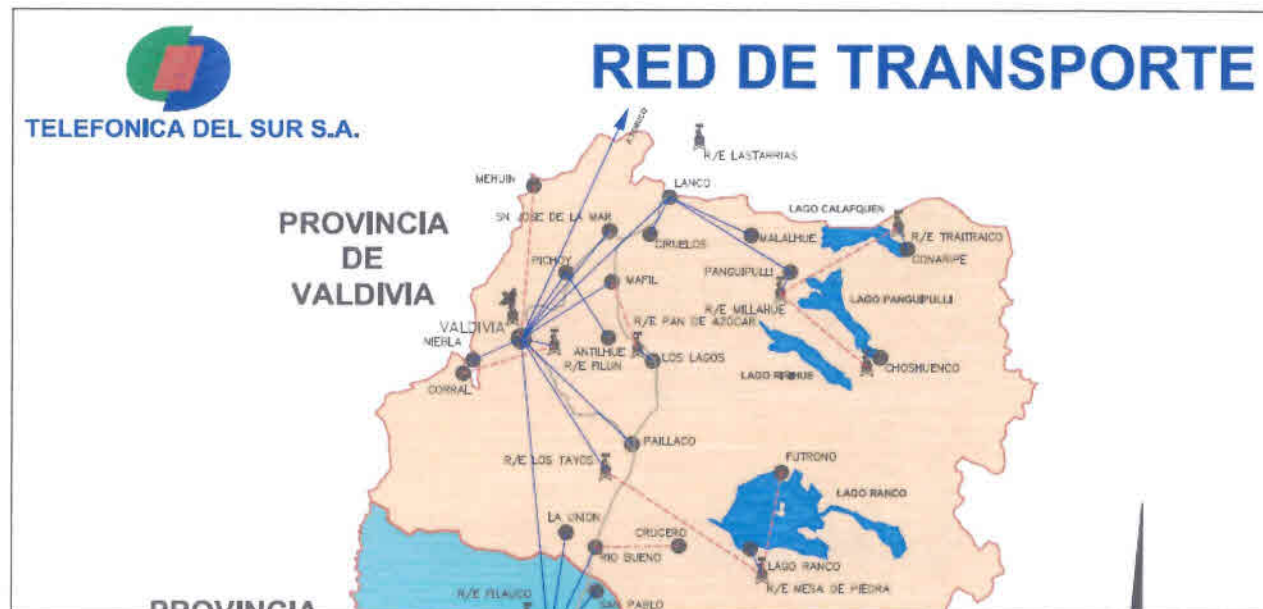 RED DE TRANSPORTE
TELEFONICA DEL SUR S.A.
R/E LASTARRIAS
MEHUIN
LANCO
PROVINCIA
DE
VALDIVIA
SN JOSE DE LA MAR
CIRUELOS
MALALHUE
LAGO CALAFQUEN
R/E TRAITRAICO
CONARIPE
PICHOY
MAFIL
PANGUIPULLI
R/E MILLAHUE
LAGO PANGUIPULLI
VALDIVIA
NIEBLA
R/E PAN DE AZÚCAR
ANTILHUE
R/E PILUN
LOS LAGOS
CHOSHUENCO
CORRAL
PAILLACO
R/E LOS TAYOS
FUTRONO
LAGO RANCO
LA UNION
CRUCERO
RIO BUENO
LAGO RANCO
R/E MESA DE PIEDRA
R/E PILAUCO
SAN PABLO
PROVINCIA